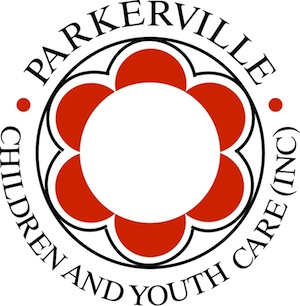 PARKERVILLE
CHILDREN AND YOUTH CARE (INC)